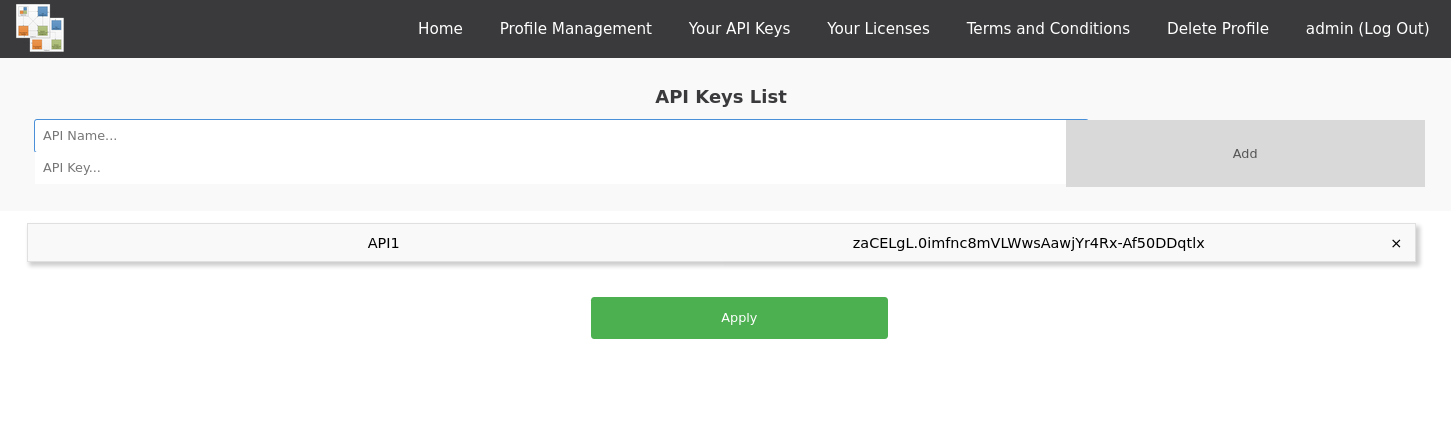 Home Profile Management Your API Keys Your Licenses Terms and Conditions Delete Profile admin (Log Out)
API Keys List
API Name...
API Key...
Add
API1 zaCELgL.0imfnc8mVLWwsAawjYr4Rx-Af50DDqtlx ×
Apply